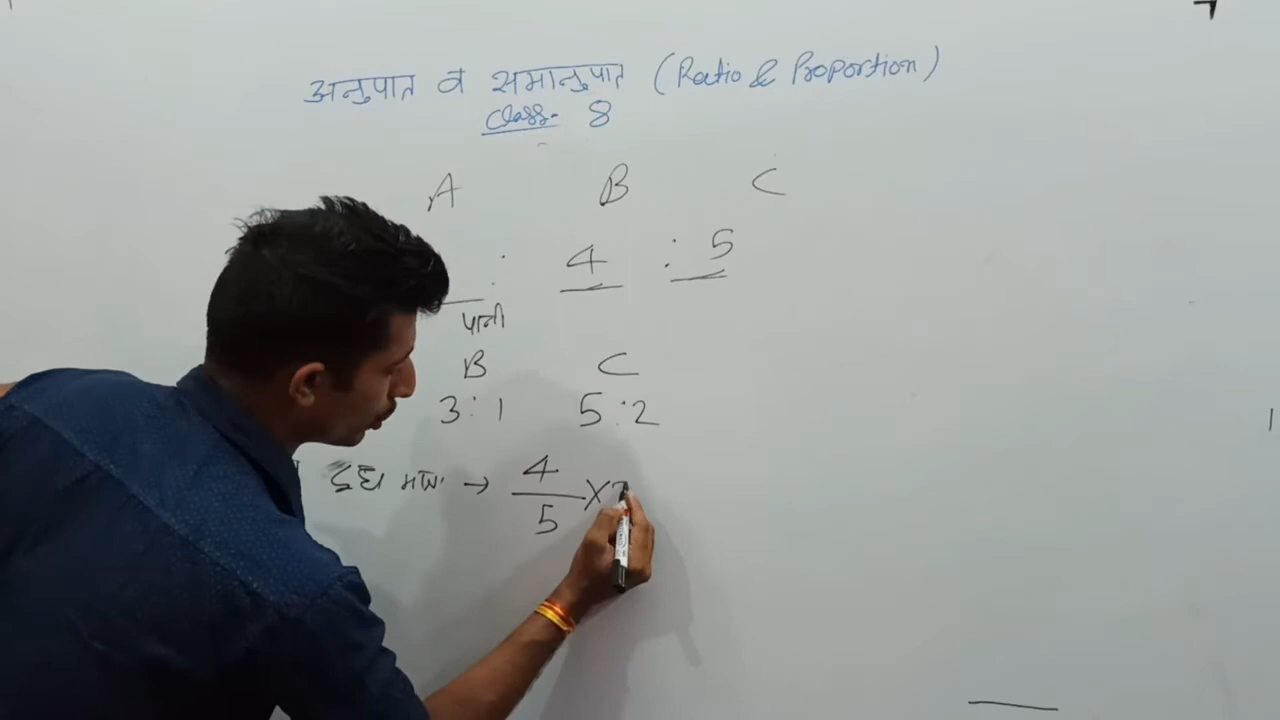 अनुपात व समानुपात (Ratio & Proportion)
Class- 8
A B C
: 4 : 5
पानी
B C
3:1 5:2
दूध → 4/5 ×